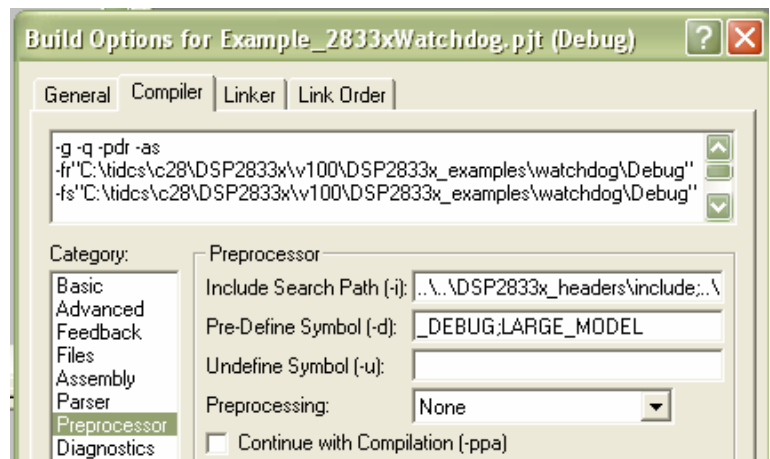 Build Options for Example_2833xWatchdog.pjt (Debug)
General Compiler Linker Link Order
-g -q -pdr -as
-fr"C:\tidcs\c28\DSP2833x\v100\DSP2833x_examples\watchdog\Debug"
-fs"C:\tidcs\c28\DSP2833x\v100\DSP2833x_examples\watchdog\Debug"
Category:
Basic
Advanced
Feedback
Files
Assembly
Parser
Preprocessor
Diagnostics
Preprocessor
Include Search Path (-i): ..\..\DSP2833x_headers\include;..\
Pre-Define Symbol (-d): _DEBUG;LARGE_MODEL
Undefine Symbol (-u):
Preprocessing: None
Continue with Compilation (-ppa)